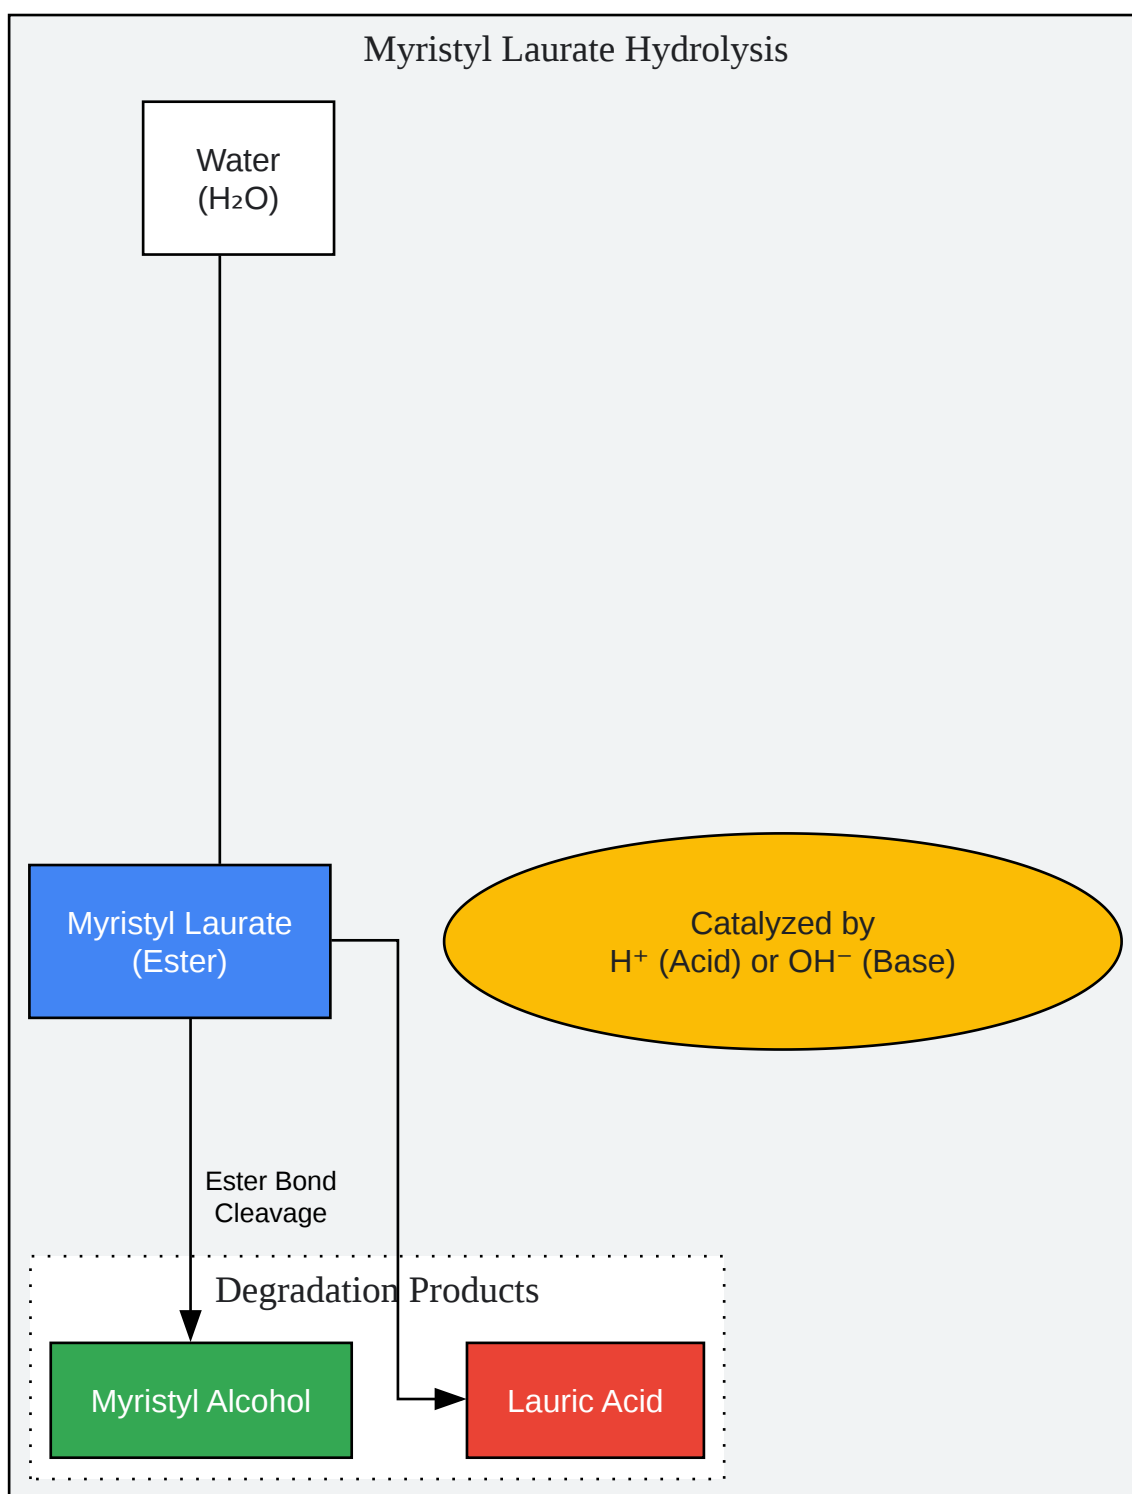 Myristyl Laurate Hydrolysis
Water
(H₂O)
Myristyl Laurate
(Ester)
Catalyzed by
H⁺ (Acid) or OH⁻ (Base)
Ester Bond
Cleavage
Degradation Products
Myristyl Alcohol
Lauric Acid